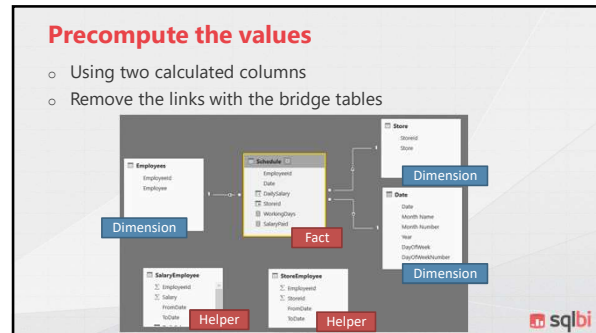 Precompute the values
Using two calculated columns
Remove the links with the bridge tables
Employees
EmployeeId
Employee
Dimension
Schedule
EmployeeId
Date
DailySalary
StoreId
WorkingDays
SalaryPaid
Fact
Store
StoreId
Store
Dimension
Date
Date
Month Name
Month Number
Year
DayOfWeek
DayOfWeekNumber
Dimension
SalaryEmployee
EmployeeId
Salary
FromDate
ToDate
Helper
StoreEmployee
EmployeeId
StoreId
FromDate
ToDate
Helper
sqlbi